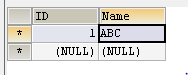 ID Name
* 1 ABC
* (NULL) (NULL)